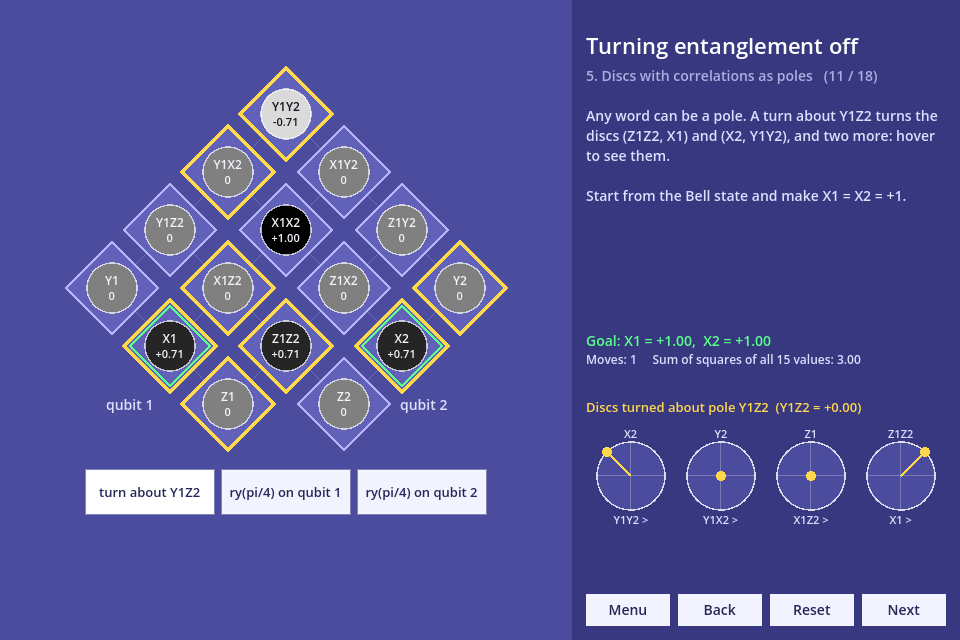 Turning entanglement off
5. Discs with correlations as poles (11 / 18)
Any word can be a pole. A turn about Y1Z2 turns the
discs (Z1Z2, X1) and (X2, Y1Y2), and two more: hover
to see them.
Start from the Bell state and make X1 = X2 = +1.
Goal: X1 = +1.00, X2 = +1.00
Moves: 1 Sum of squares of all 15 values: 3.00
Discs turned about pole Y1Z2 (Y1Z2 = +0.00)
X2 Y2 Z1 Z1Z2
Y1Y2 > Y1X2 > X1Z2 > X1 >
Menu Back Reset Next
Y1Y2
-0.71
Y1X2 X1Y2
0 0
Y1Z2 X1X2 Z1Y2
0 +1.00 0
Y1 X1Z2 Z1X2 Y2
0 0 0 0
X1 Z1Z2 X2
+0.71 +0.71 +0.71
Z1 Z2
0 0
qubit 1 qubit 2
turn about Y1Z2 ry(pi/4) on qubit 1 ry(pi/4) on qubit 2